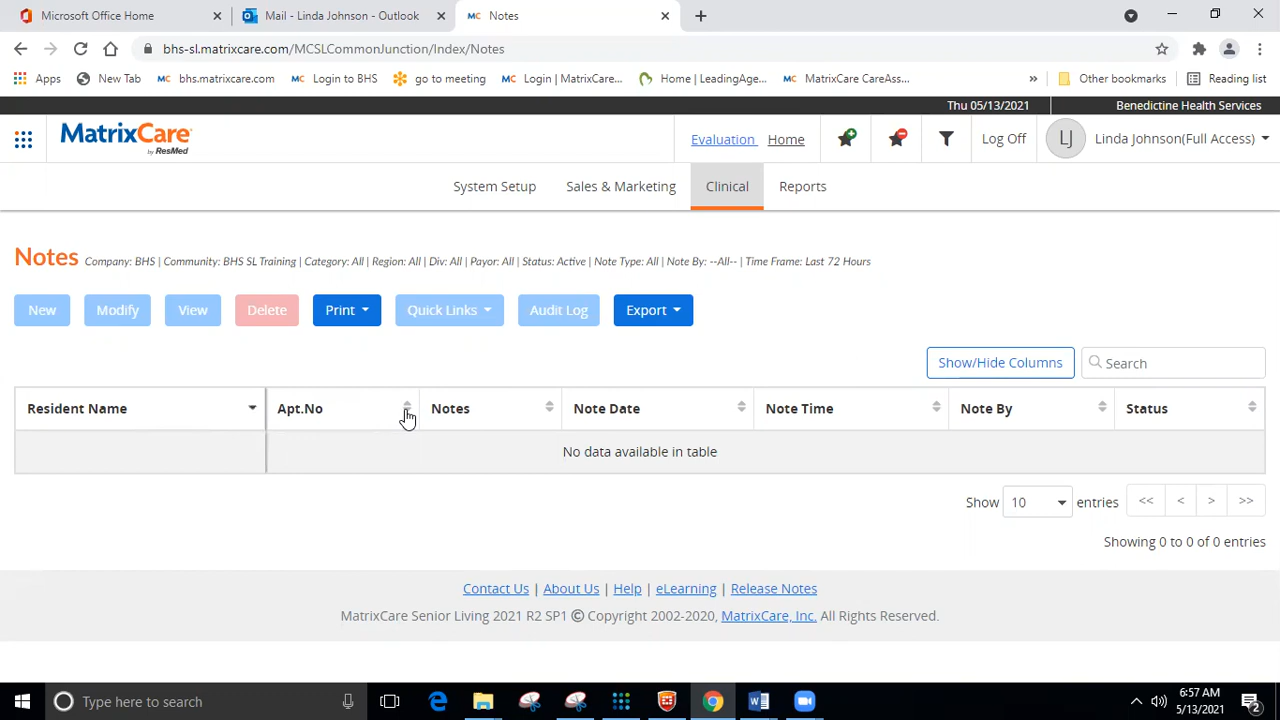 Microsoft Office Home
Mail - Linda Johnson - Outlook
MC Notes
bhs-sl.matrixcare.com/MCSLCommonJunction/Index/Notes
Apps
New Tab
MC bhs.matrixcare.com
MC Login to BHS
go to meeting
MC Login | MatrixCare...
Home | LeadingAge...
MC MatrixCare CareAss...
»
Other bookmarks
Reading list
Thu 05/13/2021
Benedictine Health Services
MatrixCare
by ResMed
Evaluation Home
Log Off
LJ
Linda Johnson(Full Access)
System Setup
Sales & Marketing
Clinical
Reports
Notes Company: BHS | Community: BHS SL Training | Category: All | Region: All | Div: All | Payor: All | Status: Active | Note Type: All | Note By: --All-- | Time Frame: Last 72 Hours
New
Modify
View
Delete
Print
Quick Links
Audit Log
Export
Show/Hide Columns
Search
Resident Name
Apt.No
Notes
Note Date
Note Time
Note By
Status
No data available in table
Show 10 entries
<< < > >>
Showing 0 to 0 of 0 entries
Contact Us | About Us | Help | eLearning | Release Notes
MatrixCare Senior Living 2021 R2 SP1 © Copyright 2002-2020, MatrixCare, Inc. All Rights Reserved.
Type here to search
6:57 AM
5/13/2021
2